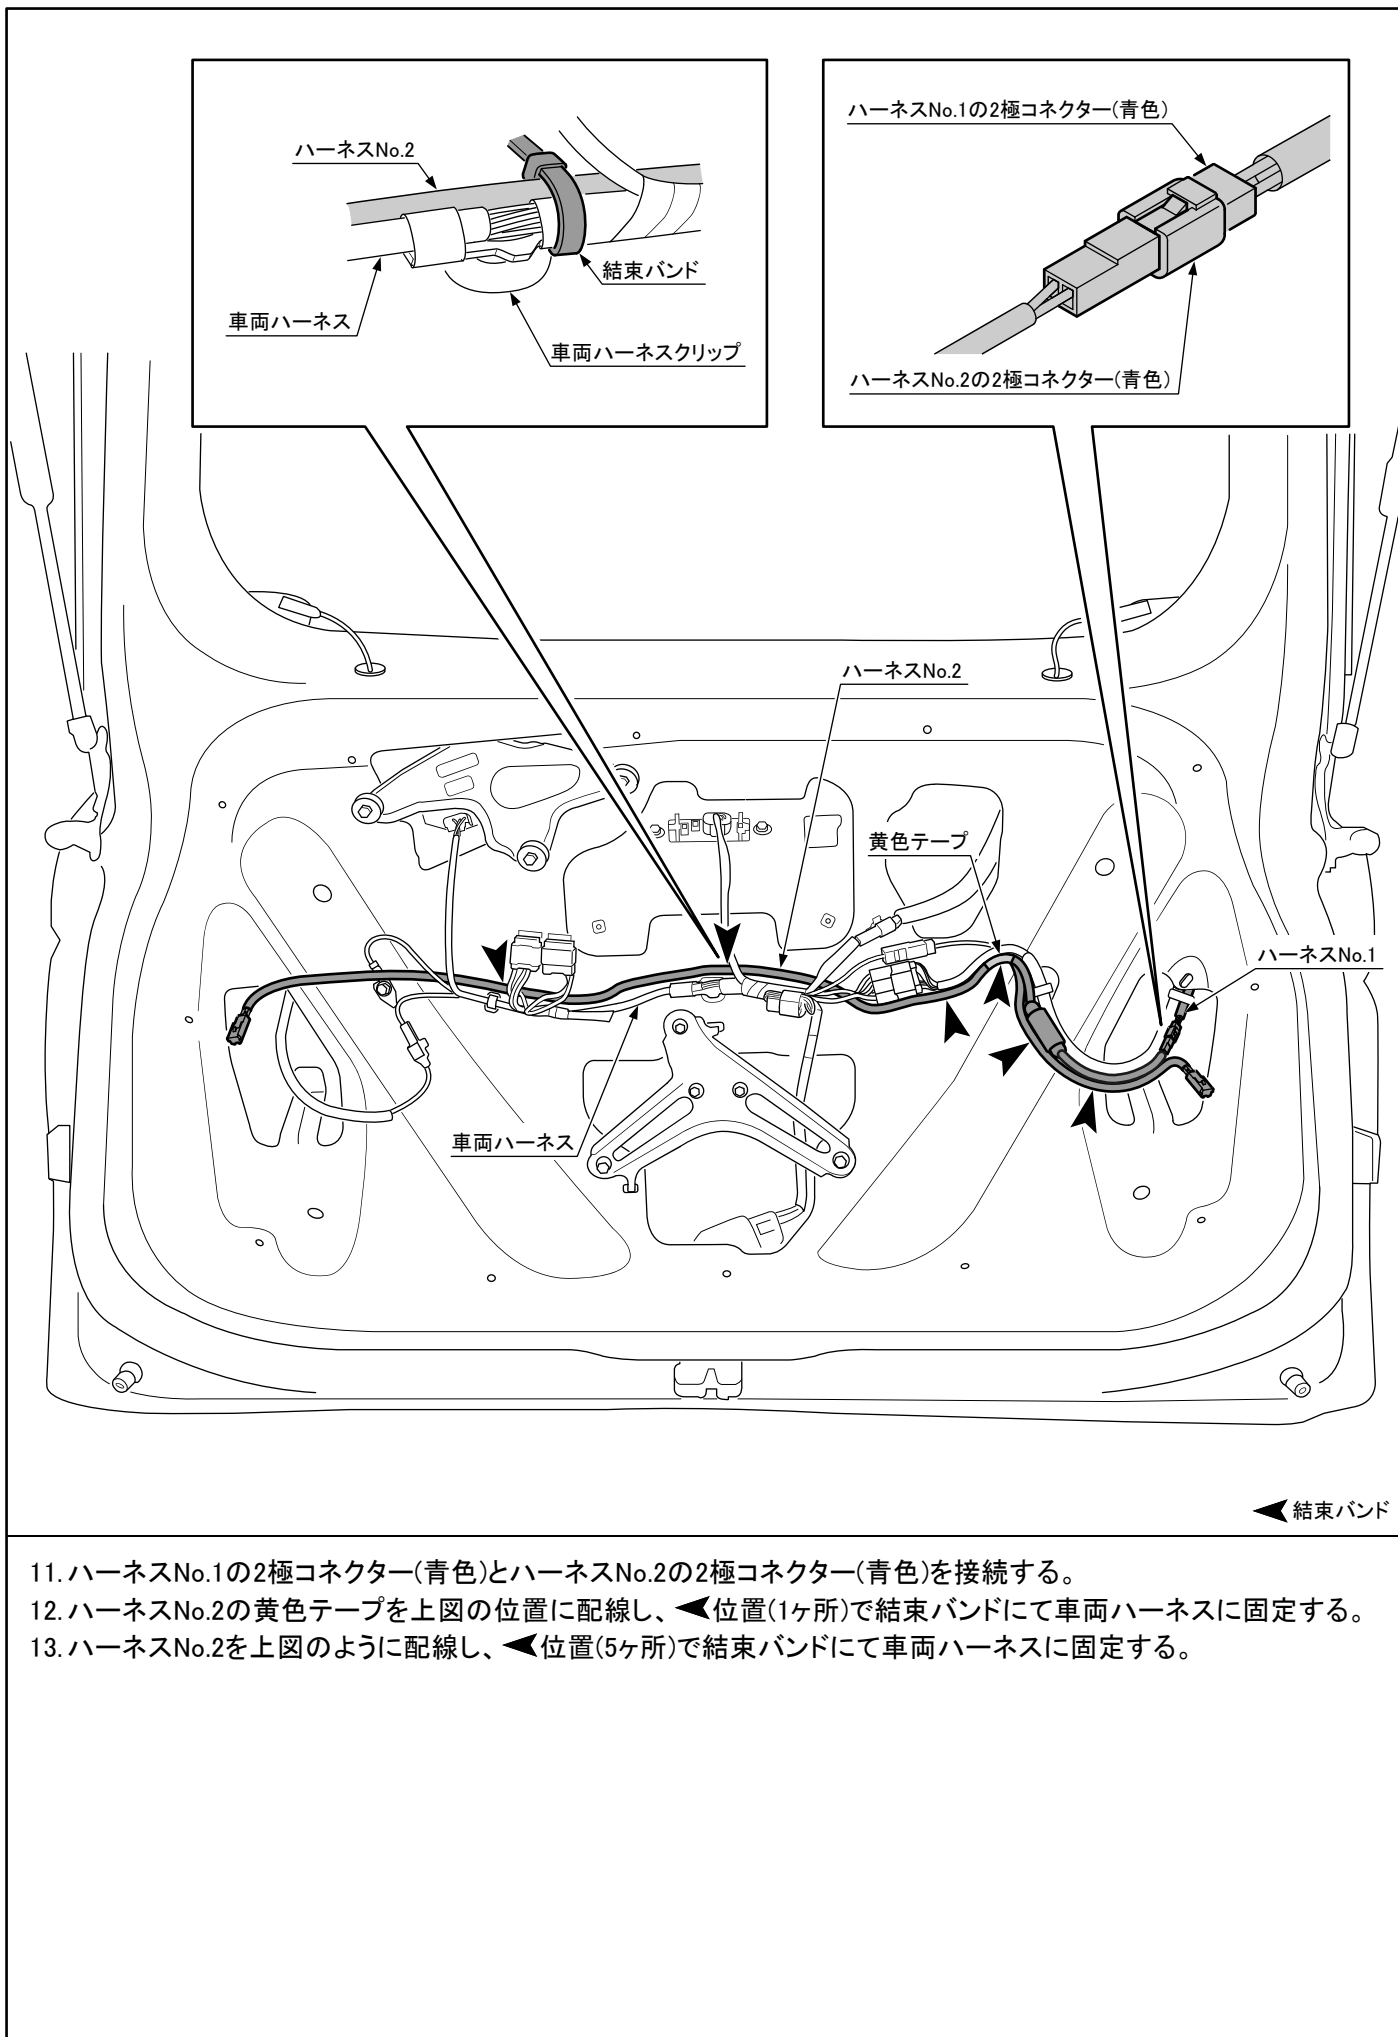 ハーネスNo.2
結束バンド
車両ハーネス
車両ハーネスクリップ
ハーネスNo.1の2極コネクター(青色)
ハーネスNo.2の2極コネクター(青色)
ハーネスNo.2
黄色テープ
ハーネスNo.1
車両ハーネス
結束バンド
11.ハーネスNo.1の2極コネクター(青色)とハーネスNo.2の2極コネクター(青色)を接続する。
12.ハーネスNo.2の黄色テープを上図の位置に配線し、位置(1ヶ所)で結束バンドにて車両ハーネスに固定する。
13.ハーネスNo.2を上図のように配線し、位置(5ヶ所)で結束バンドにて車両ハーネスに固定する。